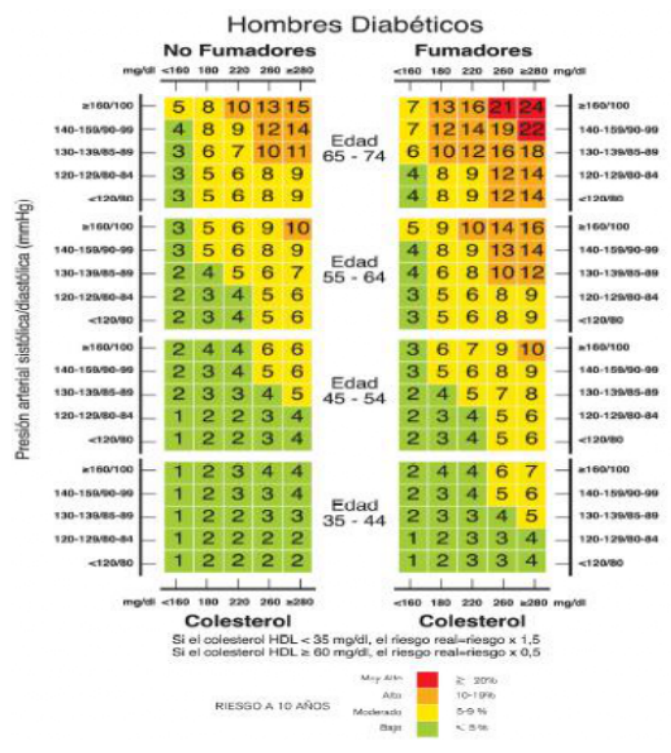 Hombres Diabéticos
No Fumadores Fumadores
mg/dl <160 180 220 260 ≥280 <160 180 220 260 ≥280 mg/dl
≥160/100 5 8 10 13 15 7 13 16 21 24 ≥160/100
140-159/90-99 4 8 9 12 14 Edad 7 12 14 19 22 140-159/90-99
130-139/85-89 3 6 7 10 11 65 - 74 6 10 12 16 18 130-139/85-89
120-129/80-84 3 5 6 8 9 4 8 9 12 14 120-129/80-84
<120/80 3 5 6 8 9 4 8 9 12 14 <120/80
≥160/100 3 5 6 9 10 5 9 10 14 16 ≥160/100
140-159/90-99 3 5 6 8 9 Edad 4 8 9 13 14 140-159/90-99
130-139/85-89 2 4 5 6 7 55 - 64 4 6 8 10 12 130-139/85-89
120-129/80-84 2 3 4 5 6 3 5 6 8 9 120-129/80-84
<120/80 2 3 4 5 6 3 5 6 8 9 <120/80
≥160/100 2 4 4 6 6 3 6 7 9 10 ≥160/100
140-159/90-99 2 3 4 5 6 Edad 3 5 6 8 9 140-159/90-99
130-139/85-89 2 3 3 4 5 45 - 54 2 4 5 7 8 130-139/85-89
120-129/80-84 1 2 2 3 4 2 3 4 5 6 120-129/80-84
<120/80 1 2 2 3 4 2 3 4 5 6 <120/80
≥160/100 1 2 3 4 4 2 4 4 6 7 ≥160/100
140-159/90-99 1 2 3 3 4 Edad 2 3 4 5 6 140-159/90-99
130-139/85-89 1 2 2 3 3 35 - 44 2 3 3 4 5 130-139/85-89
120-129/80-84 1 2 2 2 2 1 2 3 3 4 120-129/80-84
<120/80 1 2 2 2 2 1 2 3 3 4 <120/80
Presión arterial sistólica/diastólica (mmHg)
mg/dl <160 180 220 260 ≥280 <160 180 220 260 ≥280 mg/dl
Colesterol Colesterol
Si el colesterol HDL < 35 mg/dl, el riesgo real=riesgo x 1,5
Si el colesterol HDL ≥ 60 mg/dl, el riesgo real=riesgo x 0,5
Muy Alto ≥ 20%
Alto 10-19%
RIESGO A 10 AÑOS Moderado 5-9 %
Bajo < 5 %